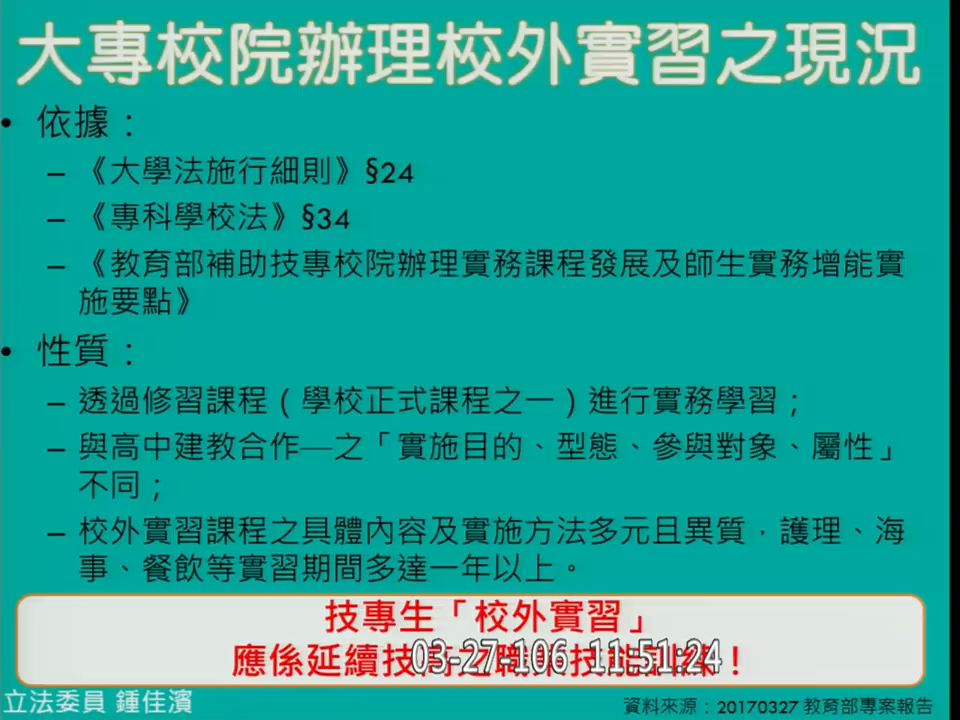 大專校院辦理校外實習之現況
• 依據：
– 《大學法施行細則》§24
– 《專科學校法》§34
– 《教育部補助技專校院辦理實務課程發展及師生實務增能實
施要點》
• 性質：
– 透過修習課程（學校正式課程之一）進行實務學習；
– 與高中建教合作—之「實施目的、型態、參與對象、屬性」
不同；
– 校外實習課程之具體內容及實施方法多元且異質，護理、海
事、餐飲等實習期間多達一年以上。
技專生「校外實習」
應係延續技 之 技 ！
03-27-106 11:51:24
立法委員 鍾佳濱
資料來源：20170327 教育部專案報告